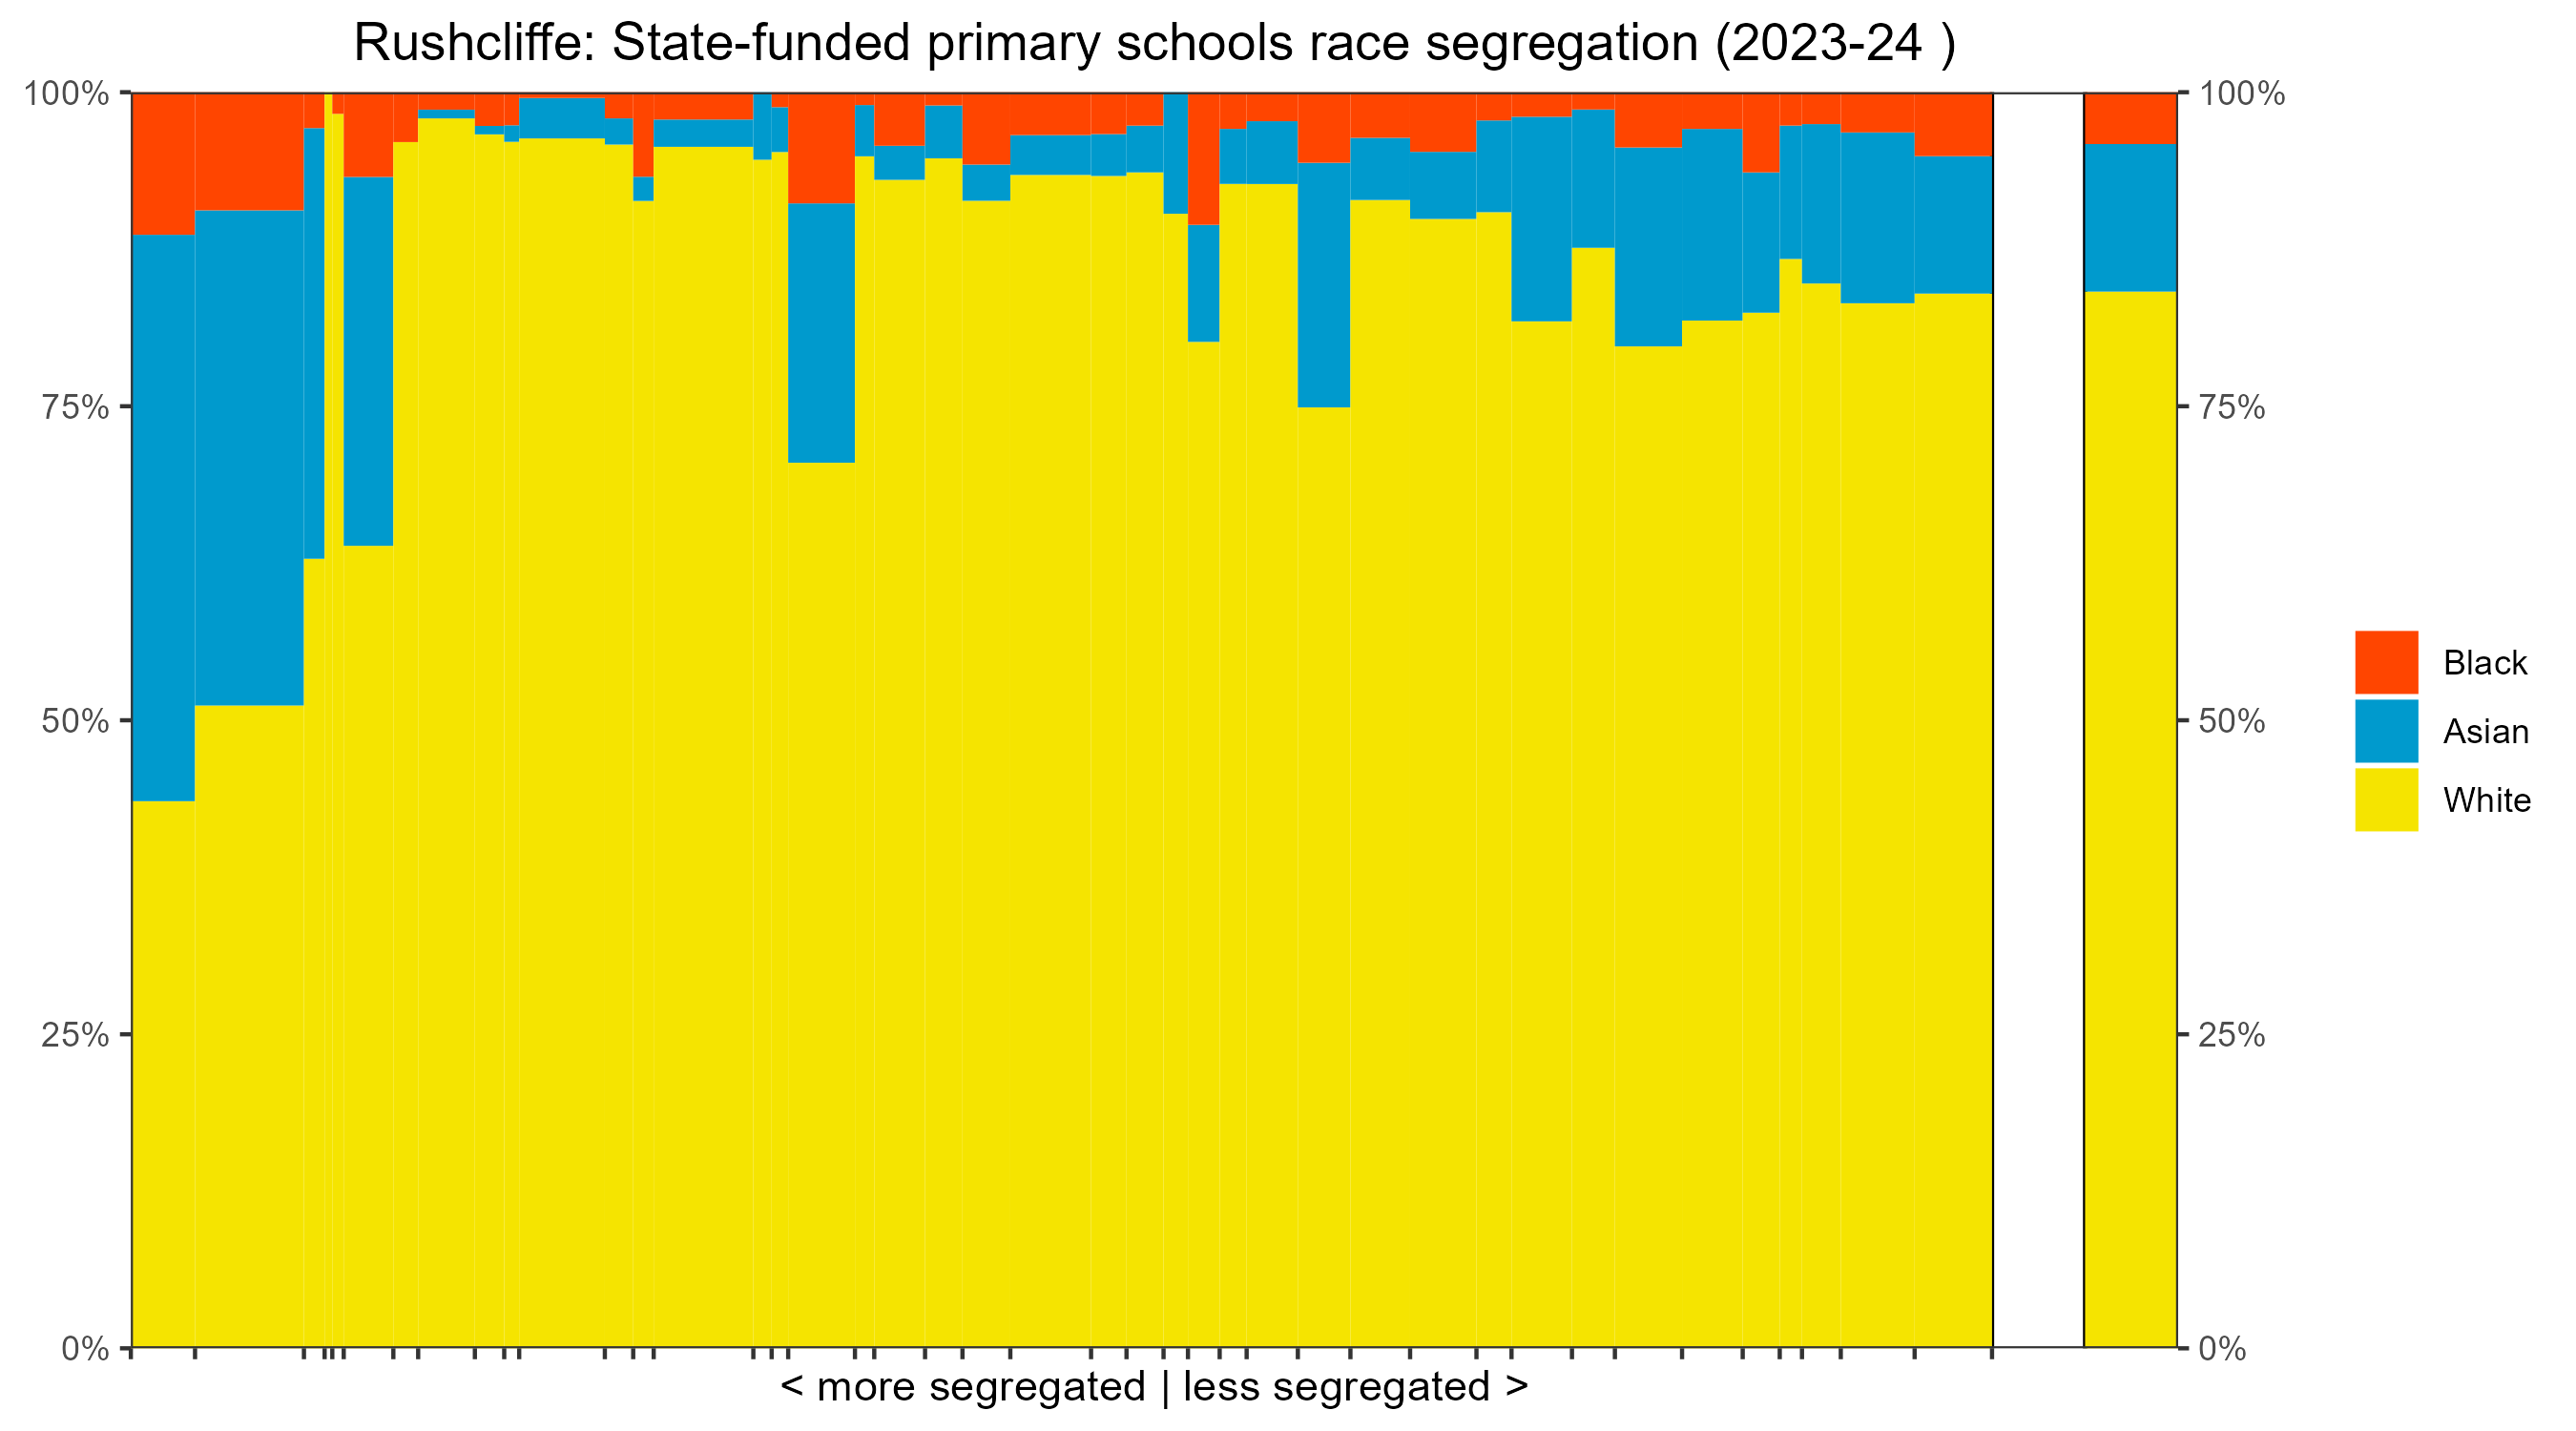 Rushcliffe: State-funded primary schools race segregation (2023-24 )
100%
75%
50%
25%
0%
100%
75%
50%
25%
0%
Black
Asian
White
< more segregated | less segregated >